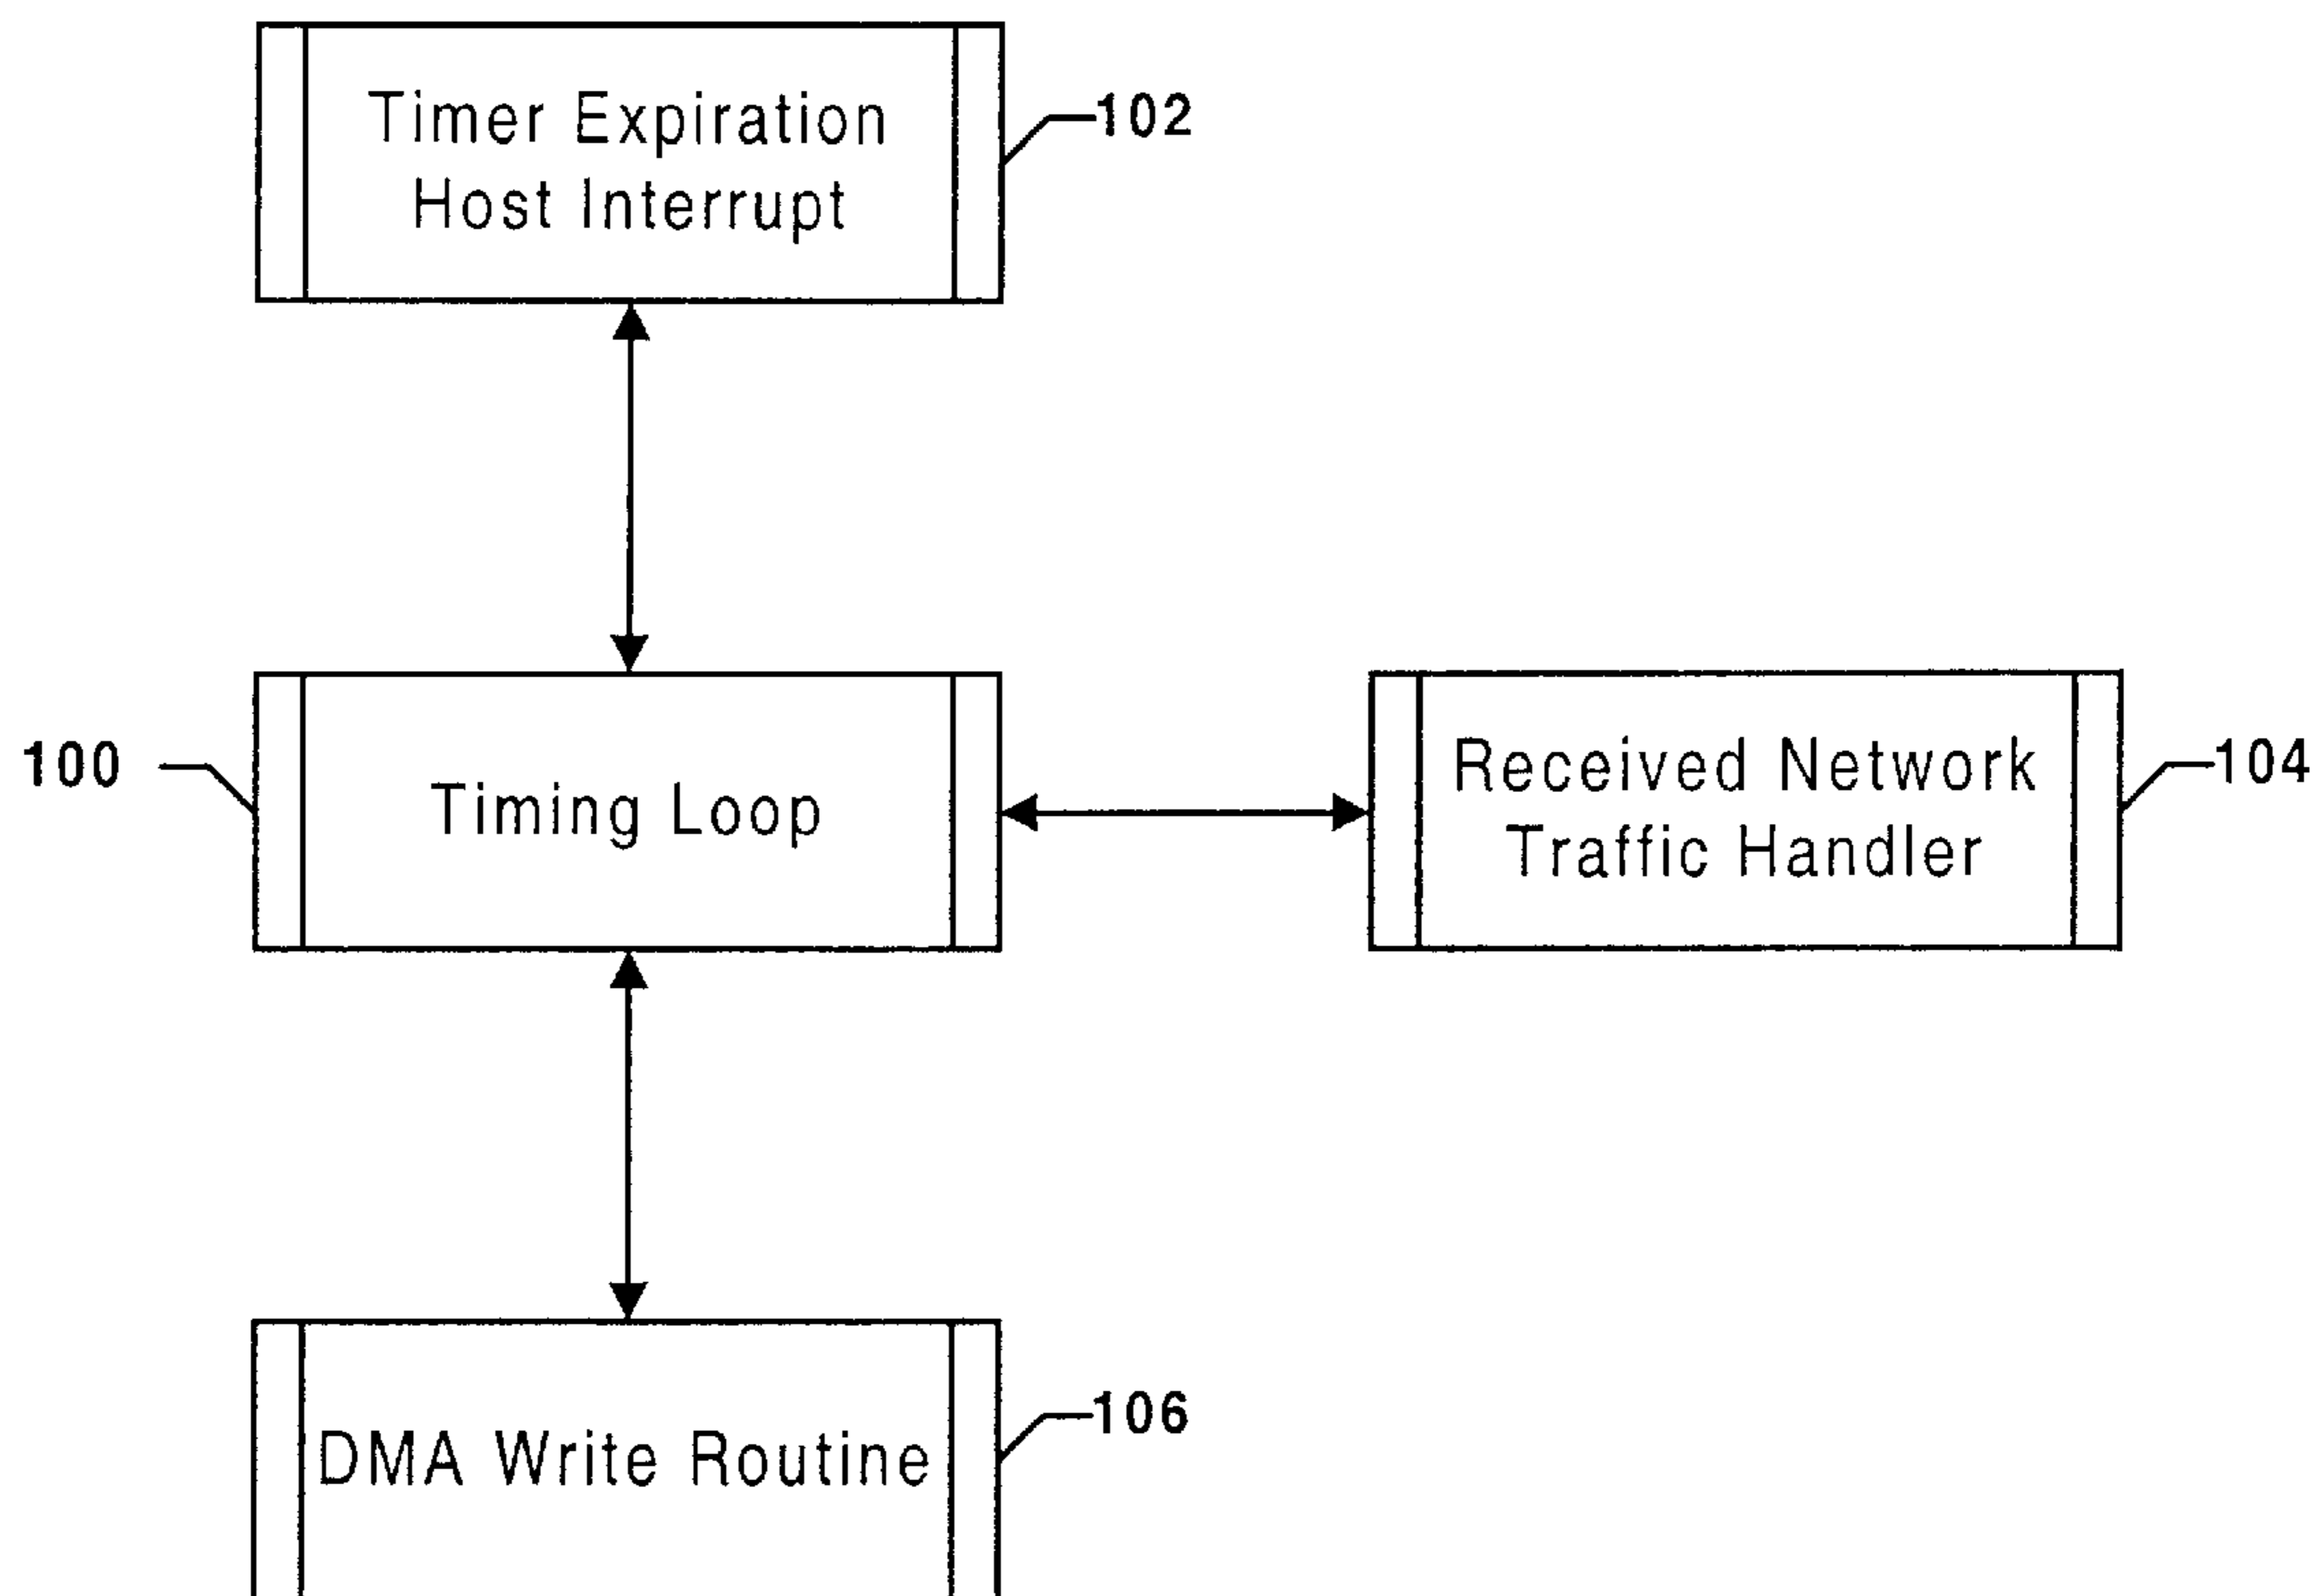 Timer Expiration
Host Interrupt
102
100
Timing Loop
Received Network
Traffic Handler
104
DMA Write Routine
106